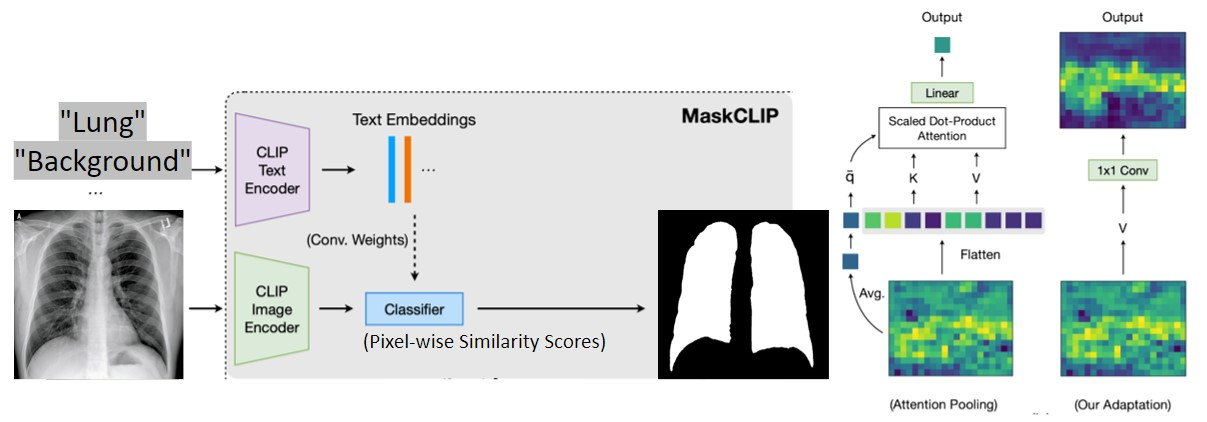 "Lung"
"Background"
...
A
MaskCLIP
CLIP
Text
Encoder
Text Embeddings
...
(Conv. Weights)
CLIP
Image
Encoder
Classifier
(Pixel-wise Similarity Scores)
Output
Linear
Scaled Dot-Product
Attention
q̄
K
V
Flatten
Avg.
(Attention Pooling)
Output
1x1 Conv
V
(Our Adaptation)